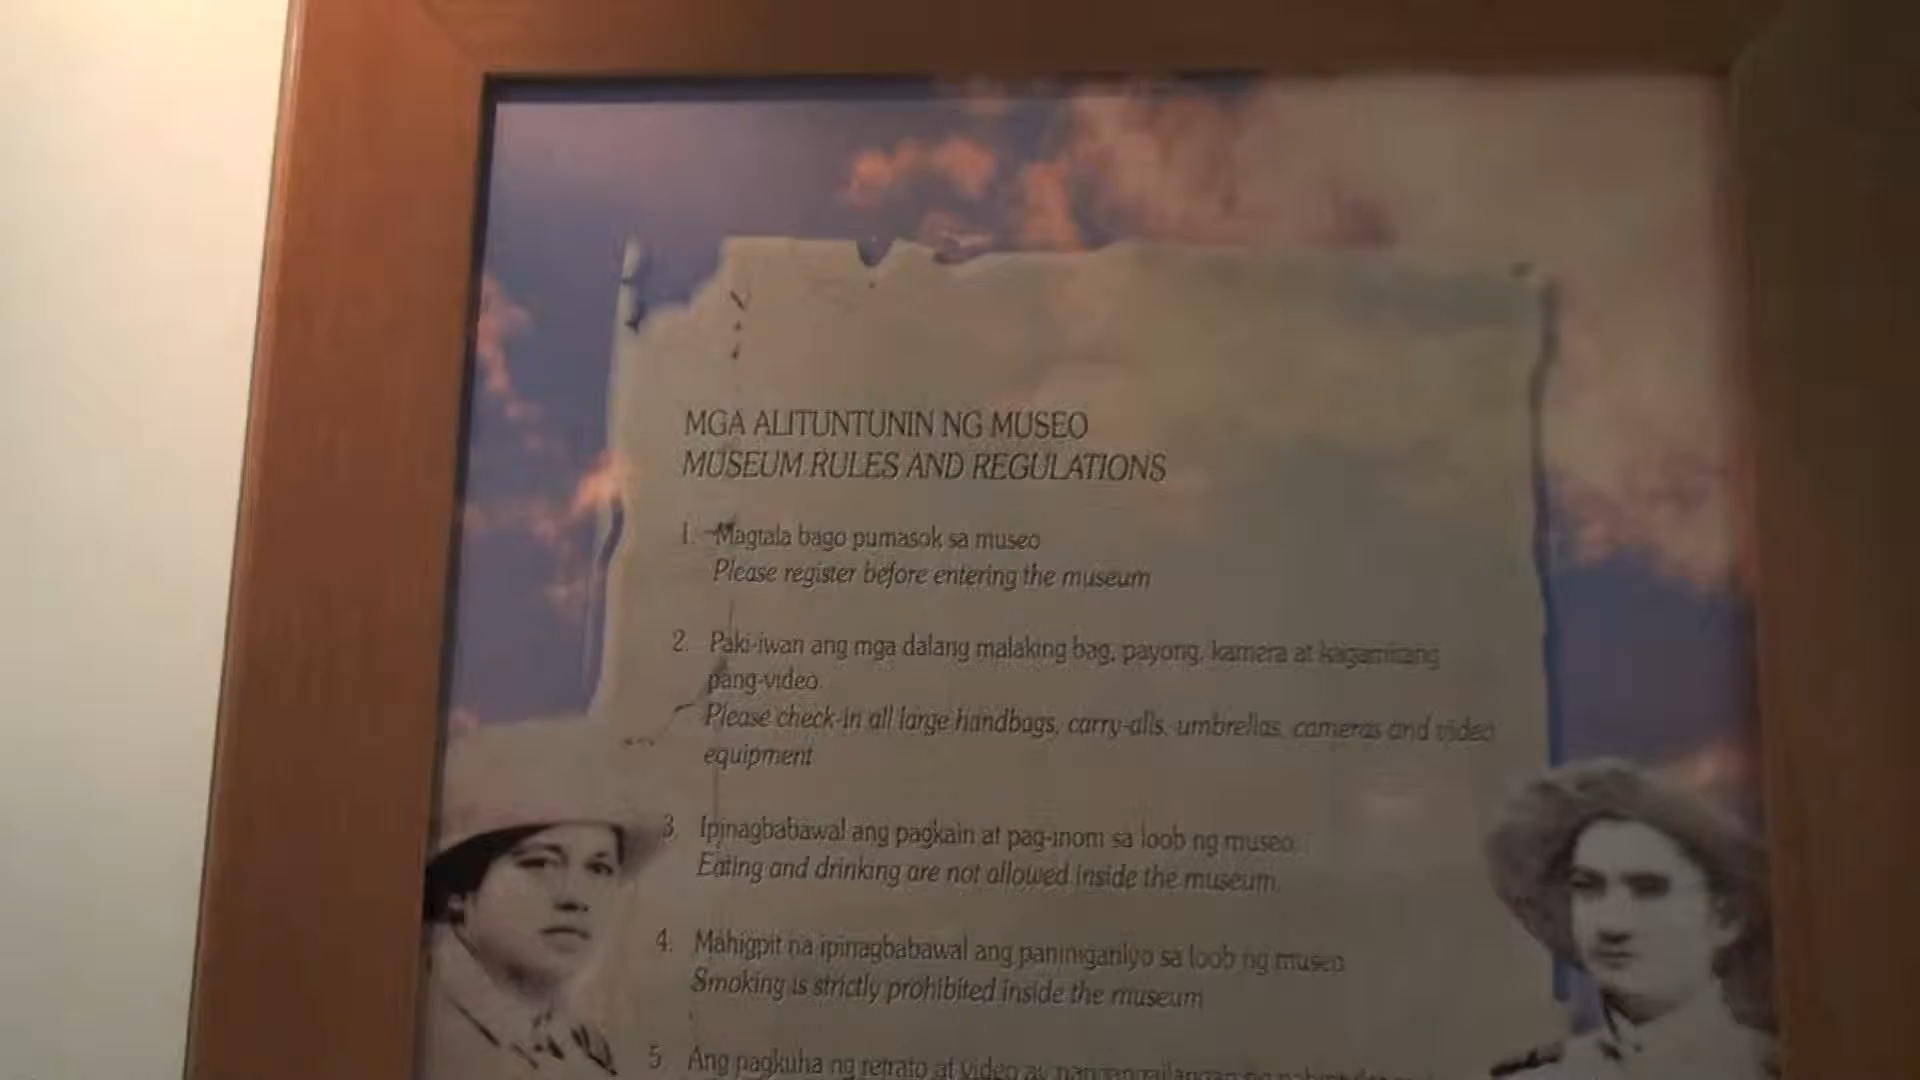 MGA ALITUNTUNIN NG MUSEO
MUSEUM RULES AND REGULATIONS
1. Magtala bago pumasok sa museo
Please register before entering the museum
2. Paki-iwan ang mga dalang malaking bag, payong, kamera at kagamitang
pang-video.
Please check-in all large handbags, carry-alls, umbrellas, cameras and video
equipment
3. Ipinagbabawal ang pagkain at pag-inom sa loob ng museo.
Eating and drinking are not allowed inside the museum.
4. Mahigpit na ipinagbabawal ang paninigarilyo sa loob ng museo
Smoking is strictly prohibited inside the museum
5. Ang pagkuha ng retrato at video ay